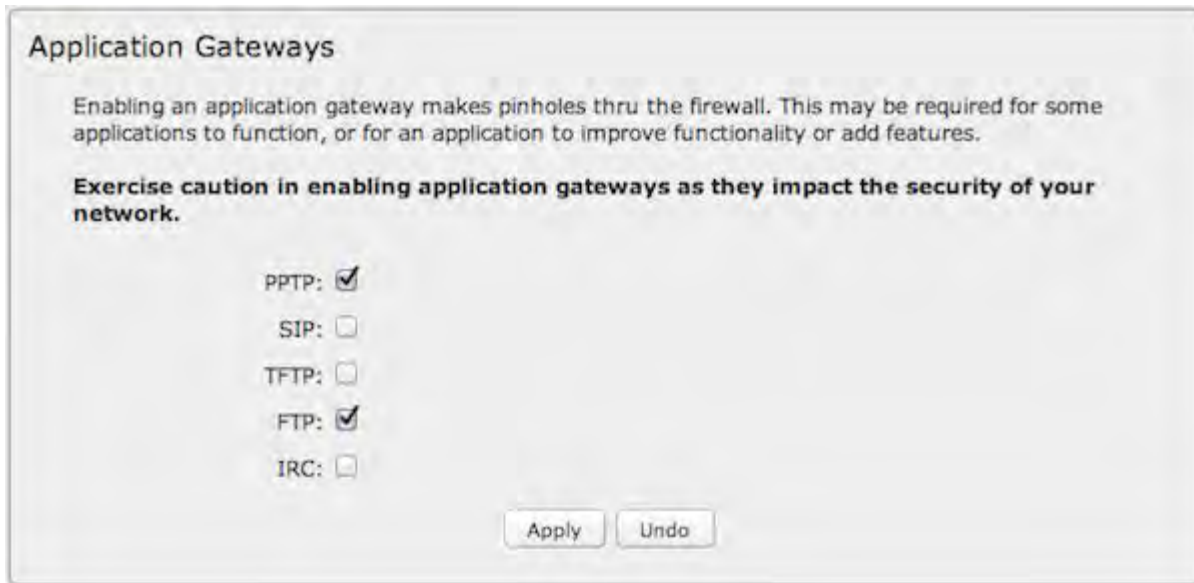 Application Gateways
Enabling an application gateway makes pinholes thru the firewall. This may be required for some
applications to function, or for an application to improve functionality or add features.
Exercise caution in enabling application gateways as they impact the security of your
network.
PPTP:
SIP:
TFTP:
FTP:
IRC:
Apply Undo